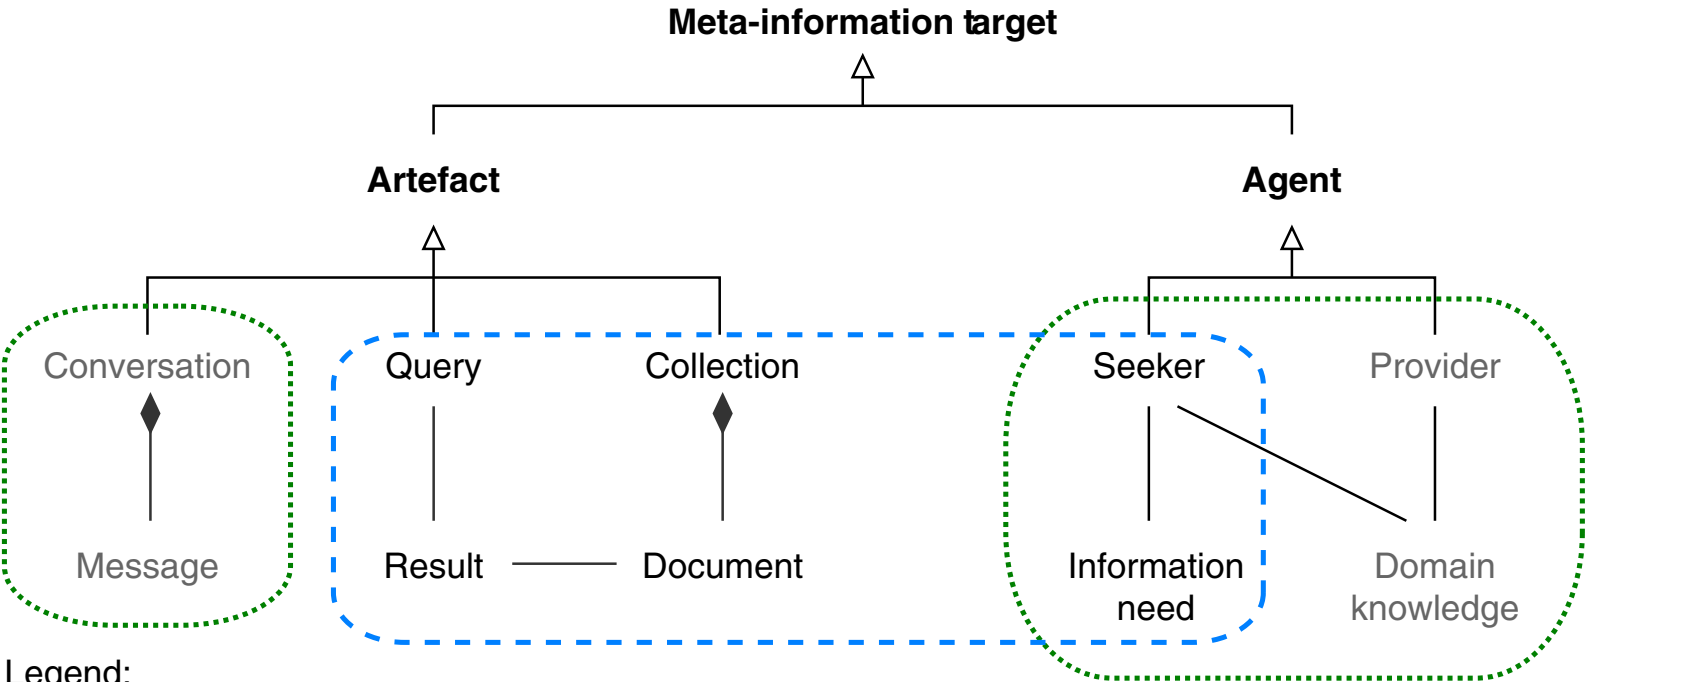 Meta-information target
Artefact
Agent
Conversation
Query
Collection
Seeker
Provider
Message
Result
Document
Information
need
Domain
knowledge
Legend: